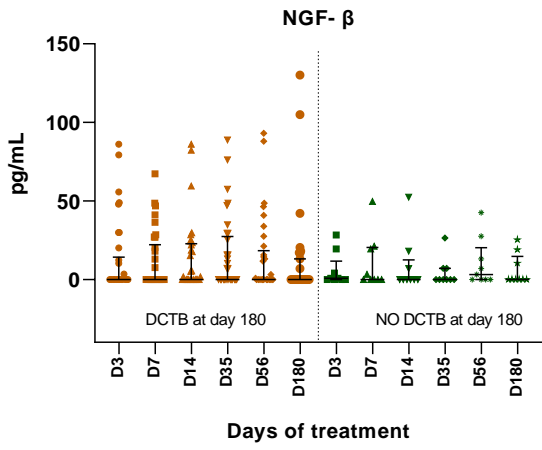 NGF- β
pg/mL
150
100
50
0
DCTB at day 180
NO DCTB at day 180
D3
D7
D14
D35
D56
D180
D3
D7
D14
D35
D56
D180
Days of treatment